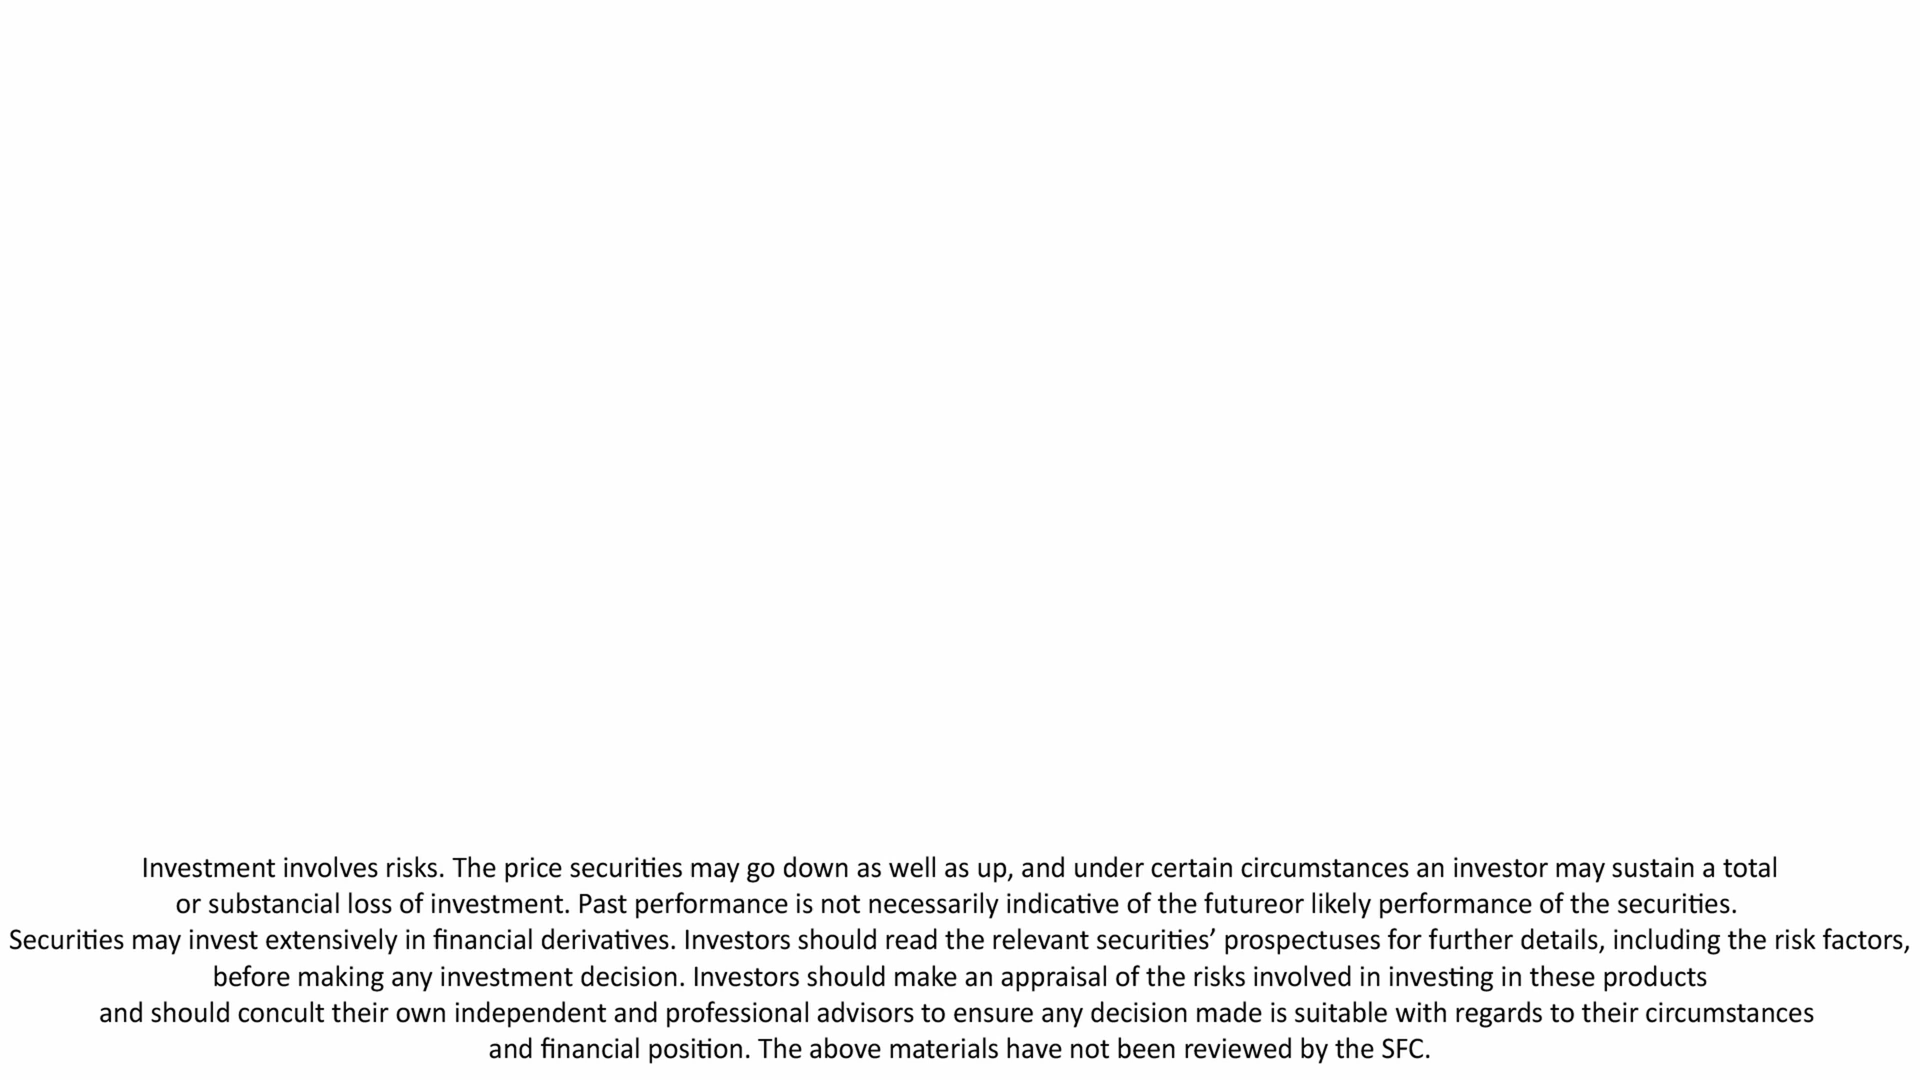 Investment involves risks. The price securities may go down as well as up, and under certain circumstances an investor may sustain a total
or substancial loss of investment. Past performance is not necessarily indicative of the futureor likely performance of the securities.
Securities may invest extensively in financial derivatives. Investors should read the relevant securities’ prospectuses for further details, including the risk factors,
before making any investment decision. Investors should make an appraisal of the risks involved in investing in these products
and should concult their own independent and professional advisors to ensure any decision made is suitable with regards to their circumstances
and financial position. The above materials have not been reviewed by the SFC.